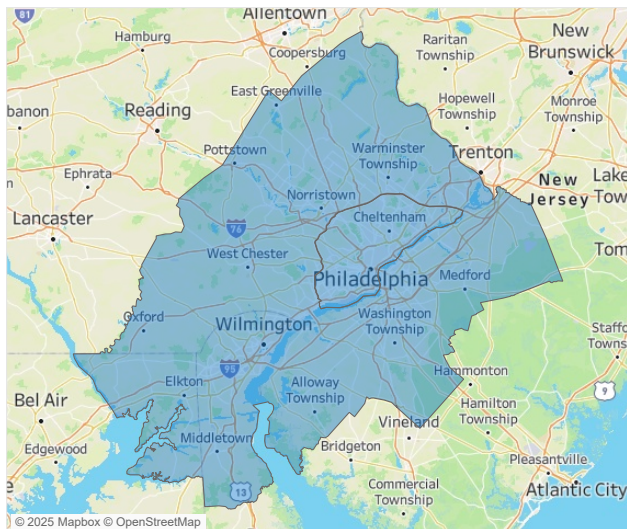 81
Allentown
Hamburg
Coopersburg
Raritan
Township
New
Brunswick
East Greenville
banon
Reading
Hopewell
Township
Monroe
Township
Pottstown
Warminster
Township
Trenton
Ephrata
Norristown
New
Jersey
Lake
Tow
Lancaster
76
Cheltenham
West Chester
Tom
Philadelphia
Medford
Oxford
Wilmington
Washington
Township
Staffo
Towns
95
Elkton
Hammonton
9
Bel Air
Alloway
Township
Hamilton
Township
Middletown
Vineland
Edgewood
Bridgeton
Pleasantville
13
Commercial
Township
Atlantic City
© 2025 Mapbox © OpenStreetMap